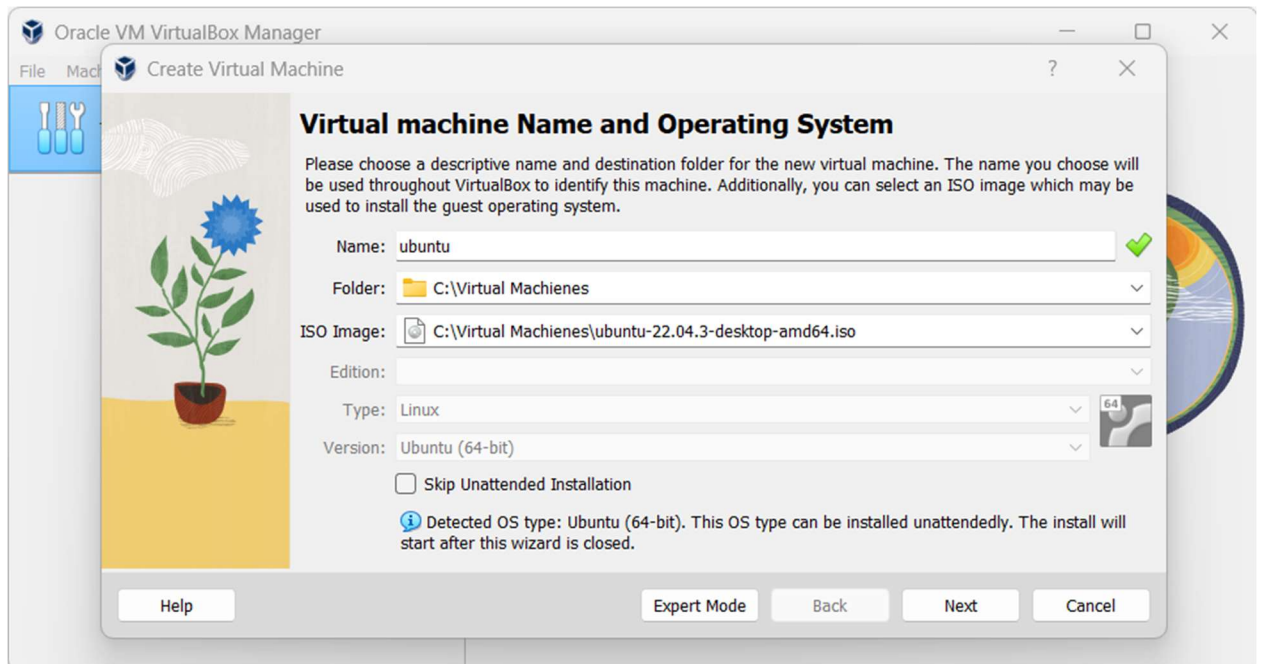 Oracle VM VirtualBox Manager
File Mach
Create Virtual Machine
?
Virtual machine Name and Operating System
Please choose a descriptive name and destination folder for the new virtual machine. The name you choose will
be used throughout VirtualBox to identify this machine. Additionally, you can select an ISO image which may be
used to install the guest operating system.
Name: ubuntu
Folder: C:\Virtual Machienes
ISO Image: C:\Virtual Machienes\ubuntu-22.04.3-desktop-amd64.iso
Edition:
Type: Linux
64
Version: Ubuntu (64-bit)
Skip Unattended Installation
Detected OS type: Ubuntu (64-bit). This OS type can be installed unattendedly. The install will
start after this wizard is closed.
Help Expert Mode Back Next Cancel